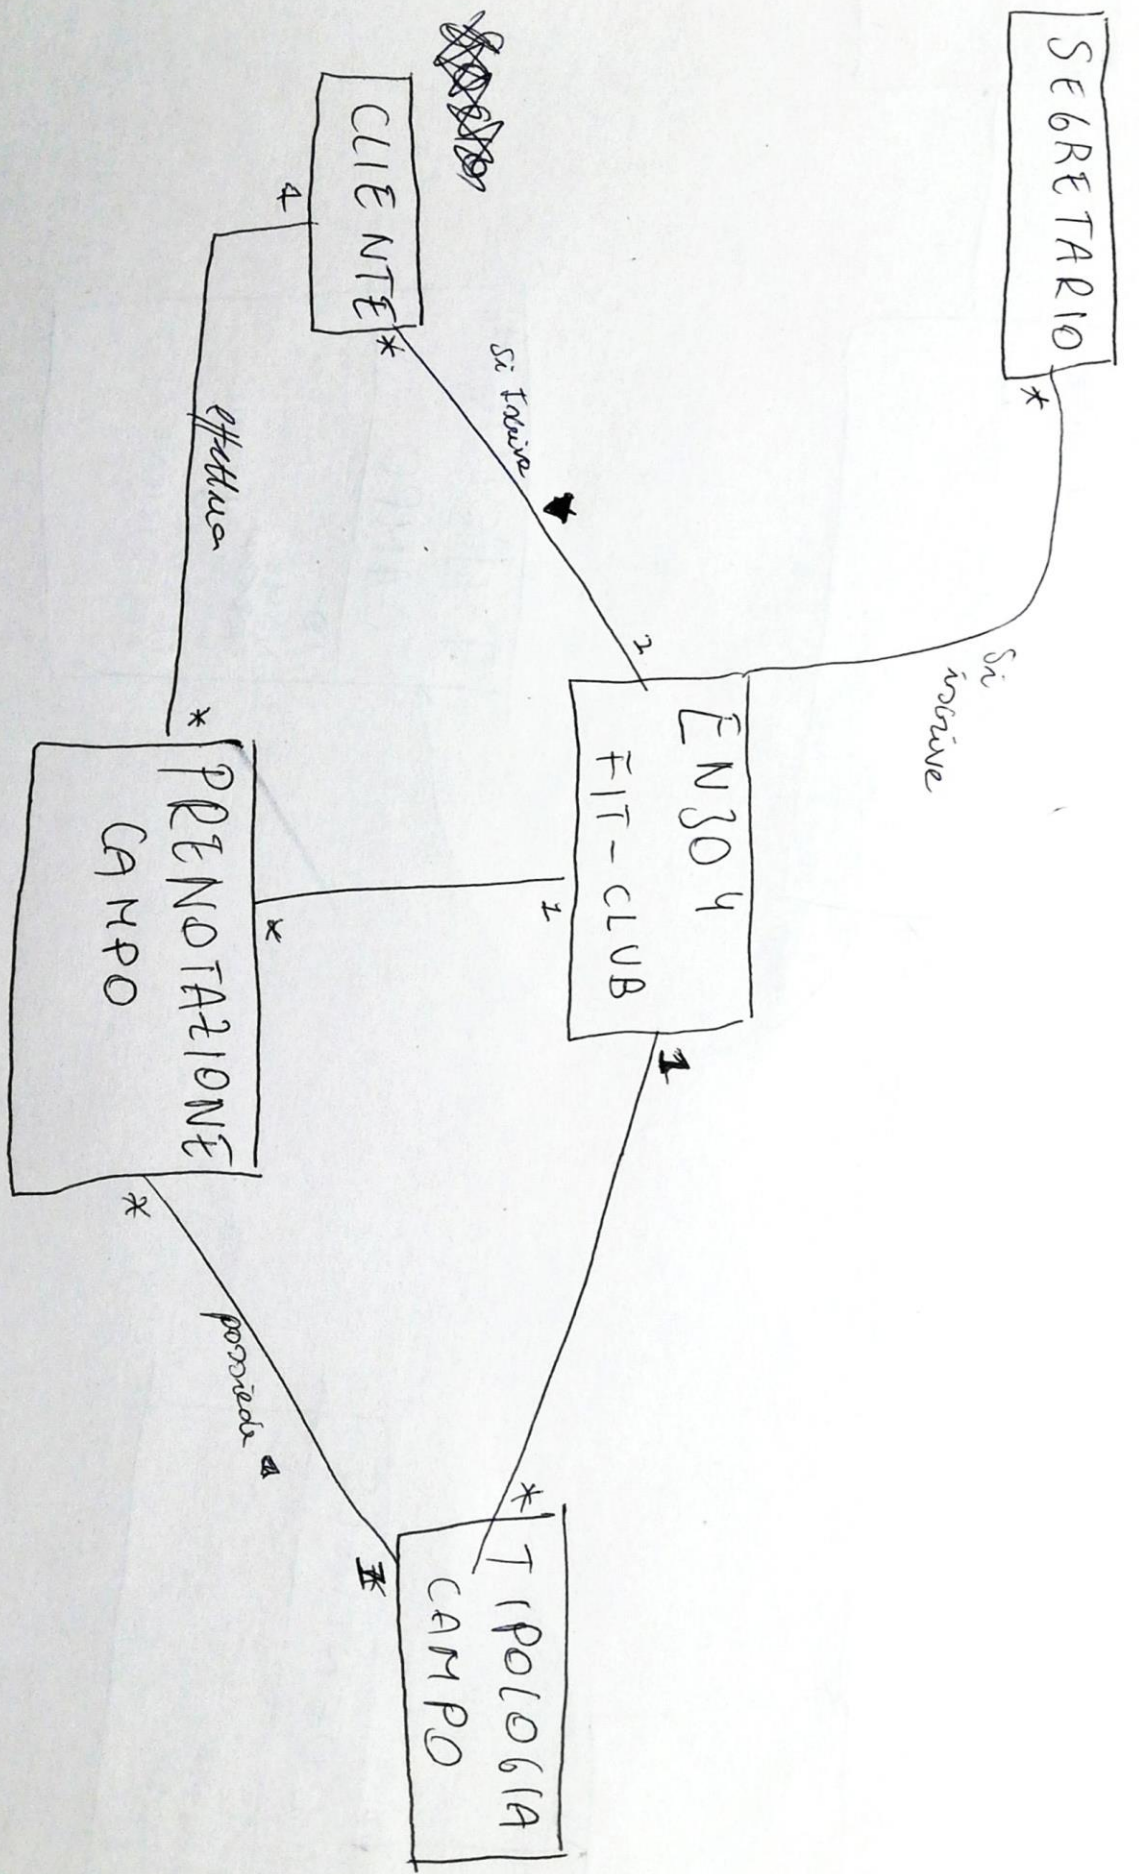 SEGRETARIO
*
Si
iscrive
CLIENTE
*
1
Si Iscrive
1
ENJOY
FIT-CLUB
1
1
effettua
*
PRENOTAZIONE
CAMPO
*
*
possiede
*
TIPOLOGIA
CAMPO